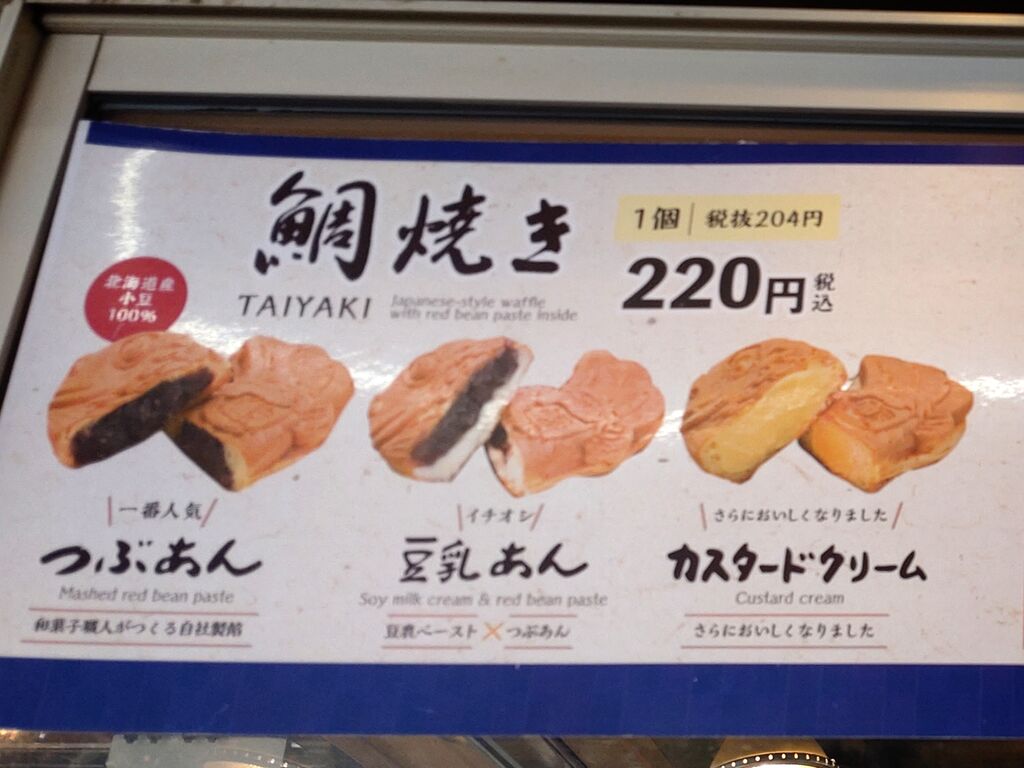 鯛焼き
TAIYAKI
Japanese-style waffle
with red bean paste inside
1個 税抜204円
220円税込
北海道産
小豆
100%
一番人気
つぶあん
Mashed red bean paste
和菓子職人がつくる自社製餡
イチオシ
豆乳あん
Soy milk cream & red bean paste
豆乳ペースト×つぶあん
さらにおいしくなりました
カスタードクリーム
Custard cream
さらにおいしくなりました